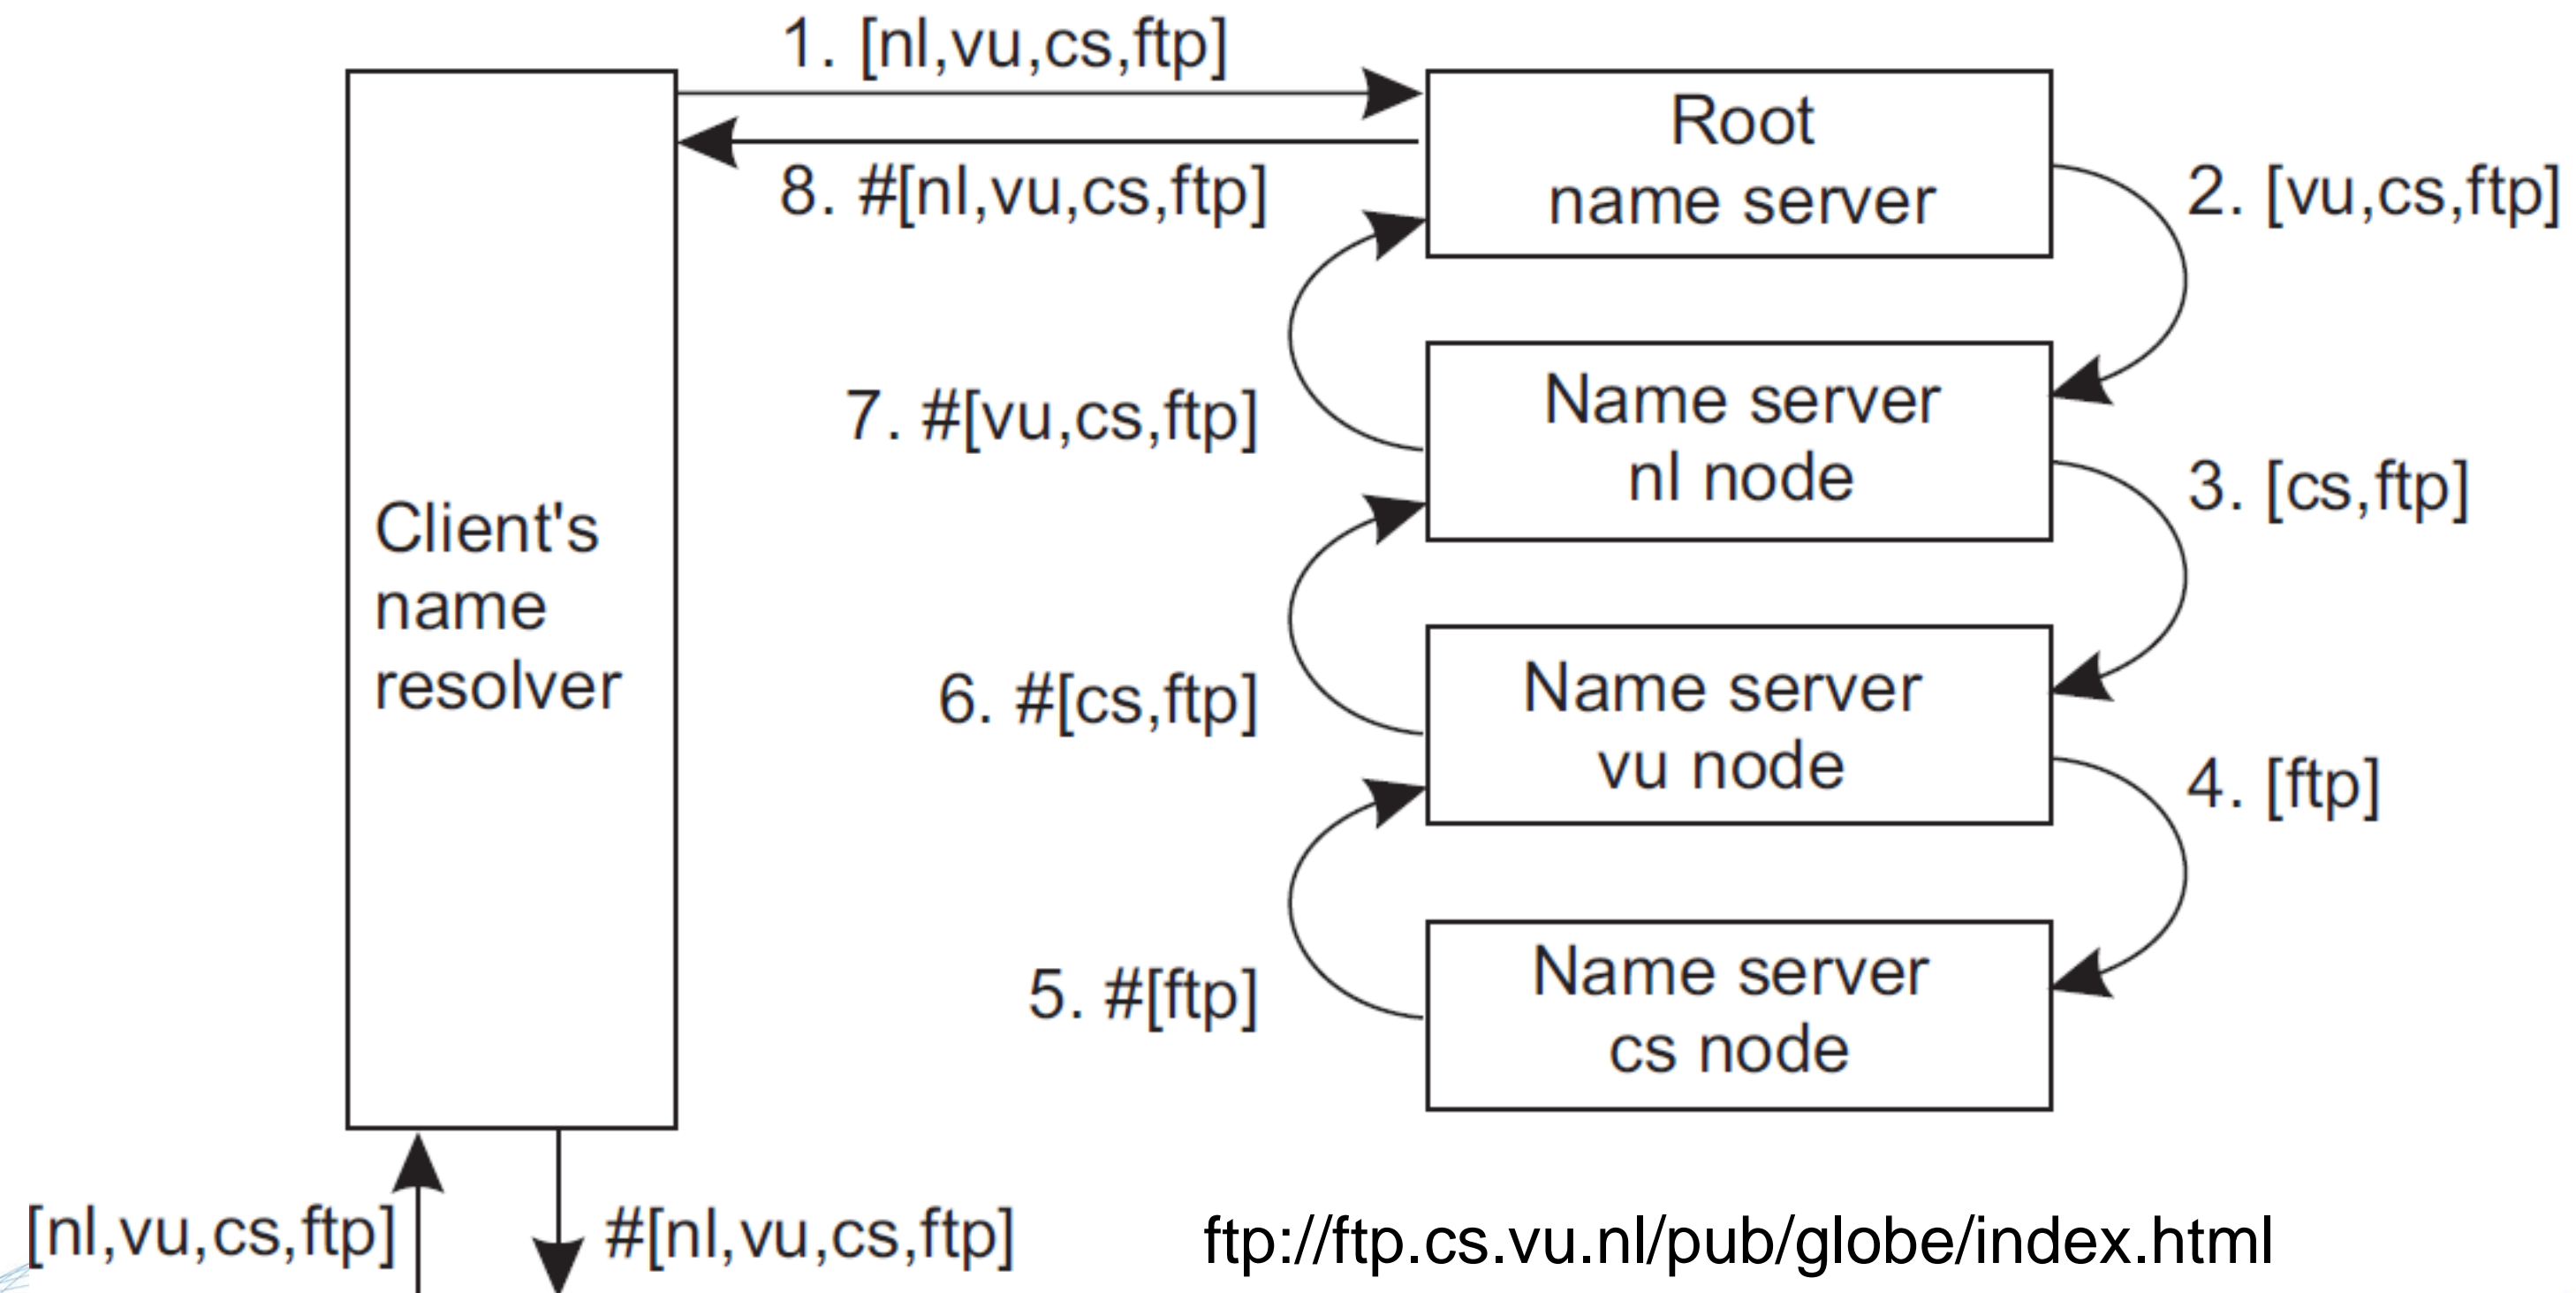 1. [nl,vu,cs,ftp]
Root
name server
8. #[nl,vu,cs,ftp]
2. [vu,cs,ftp]
7. #[vu,cs,ftp]
Name server
nl node
3. [cs,ftp]
Client's
name
resolver
6. #[cs,ftp]
Name server
vu node
4. [ftp]
5. #[ftp]
Name server
cs node
[nl,vu,cs,ftp]
#[nl,vu,cs,ftp]
ftp://ftp.cs.vu.nl/pub/globe/index.html